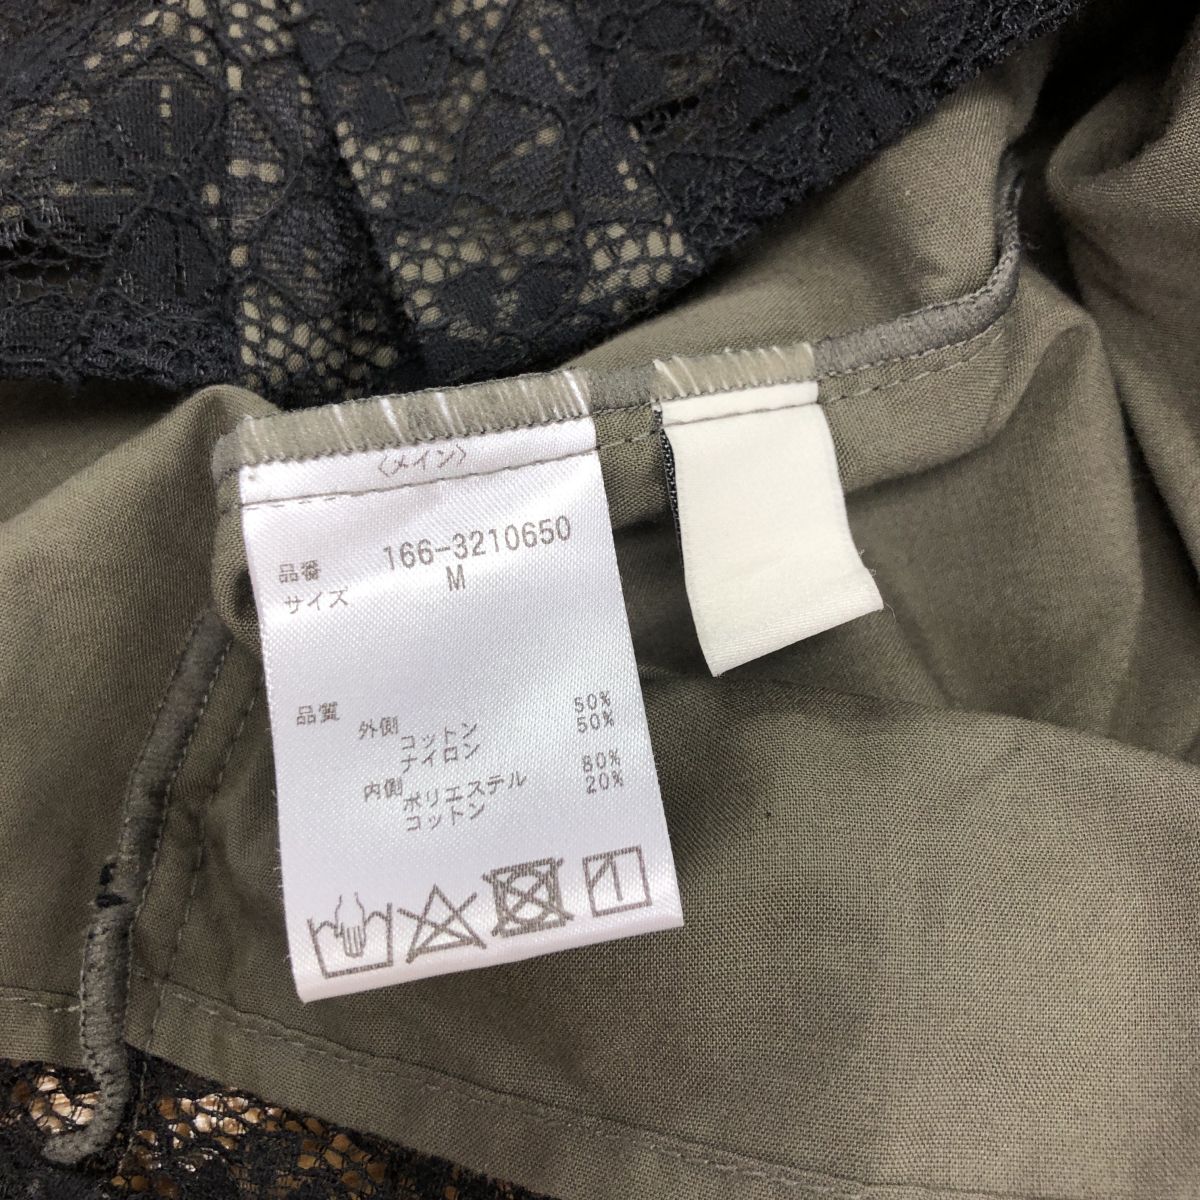 〈メイン〉
品番 166-3210650
サイズ M
品質 外側 50%
コットン 50%
ナイロン
内側 80%
ポリエステル 20%
コットン